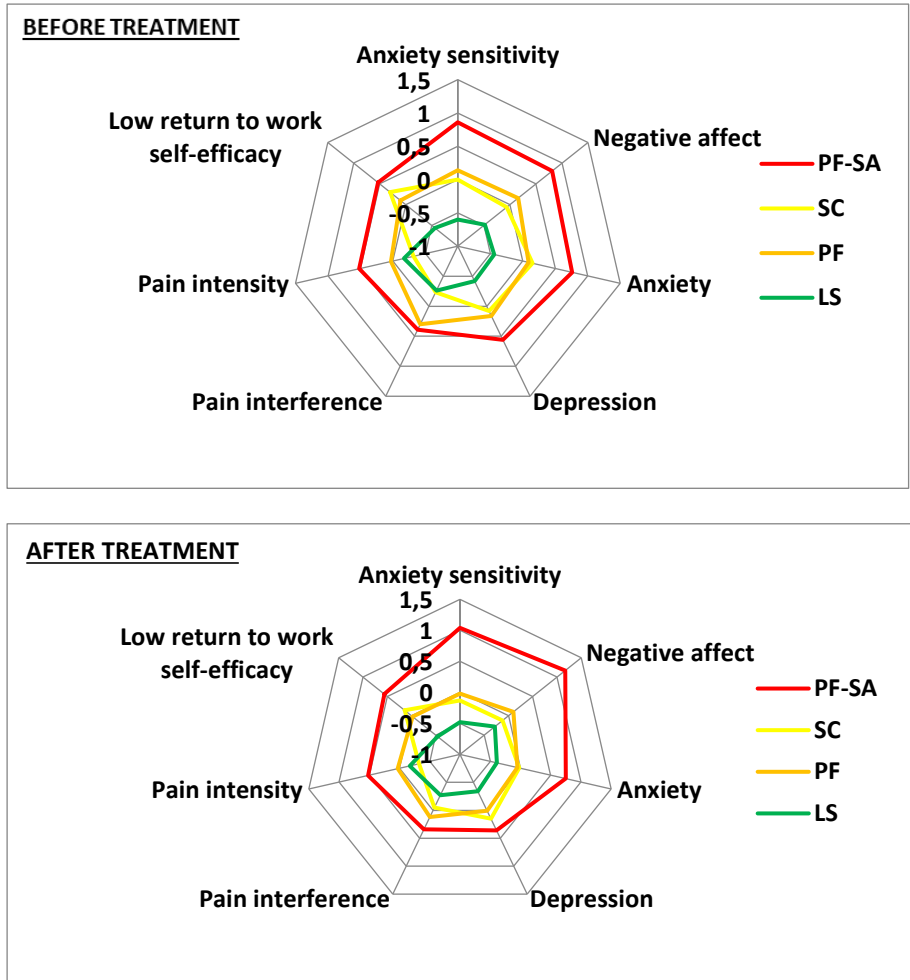 BEFORE TREATMENT
Anxiety sensitivity
1,5
1
0,5
0
-0,5
-1
Low return to work
self-efficacy
Negative affect
Pain intensity
Anxiety
Pain interference
Depression
PF-SA
SC
PF
LS
AFTER TREATMENT
Anxiety sensitivity
1,5
1
0,5
0
-0,5
-1
Low return to work
self-efficacy
Negative affect
Pain intensity
Anxiety
Pain interference
Depression
PF-SA
SC
PF
LS